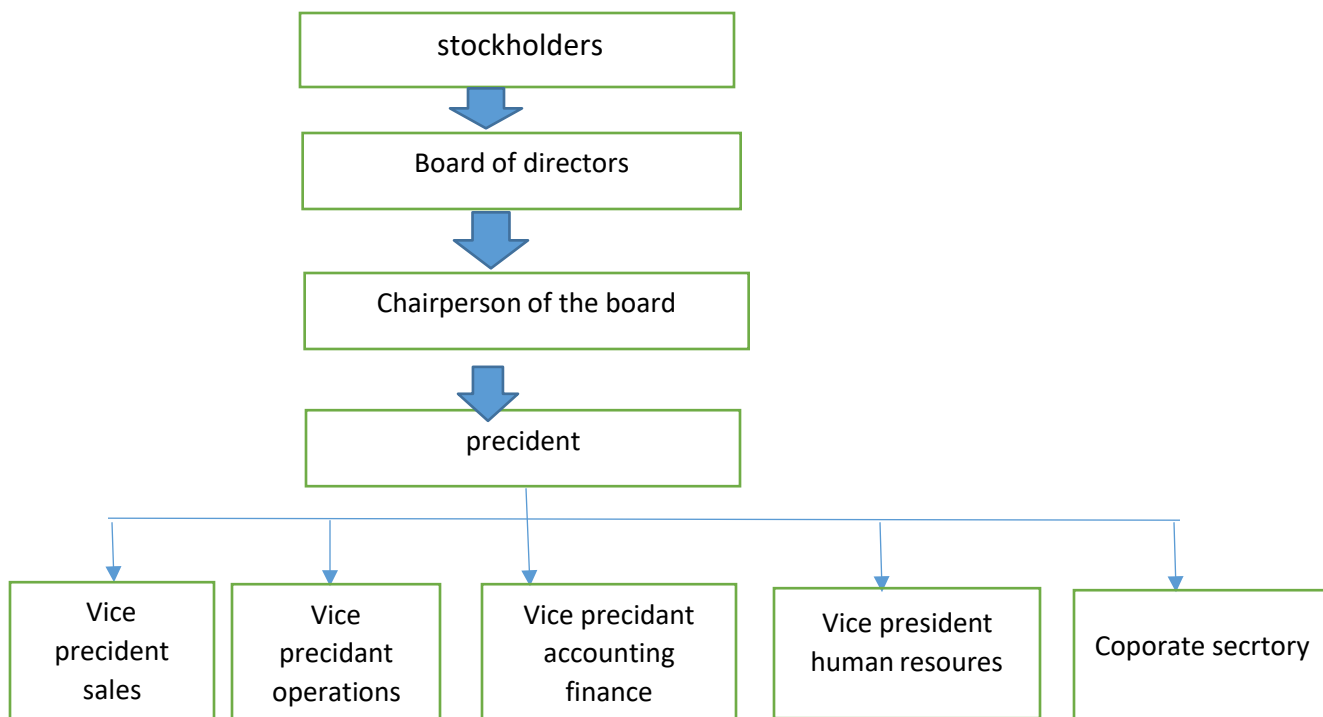 stockholders
Board of directors
Chairperson of the board
precident
Vice
precident
sales
Vice
precidant
operations
Vice precidant
accounting
finance
Vice president
human resoures
Coporate secrtory